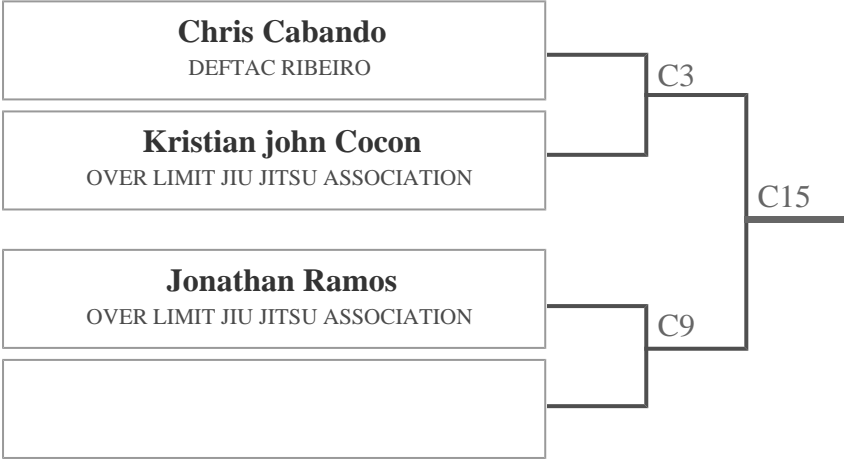 Chris Cabando
DEFTAC RIBEIRO
C3
Kristian john Cocon
OVER LIMIT JIU JITSU ASSOCIATION
C15
Jonathan Ramos
OVER LIMIT JIU JITSU ASSOCIATION
C9